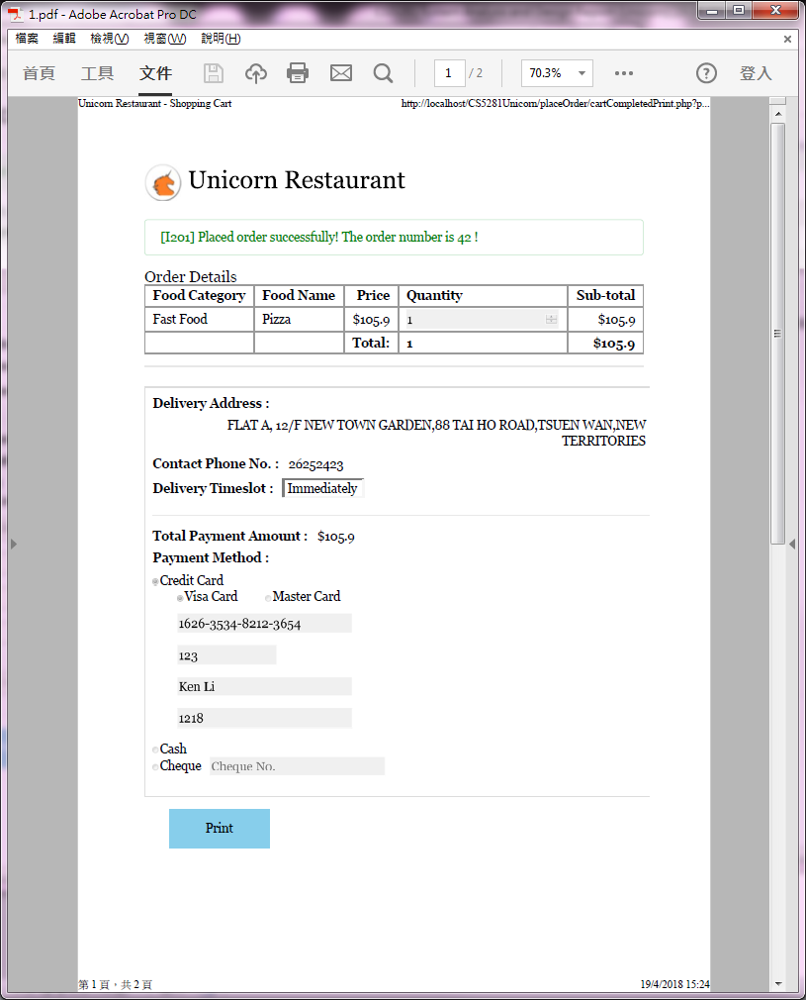 1.pdf - Adobe Acrobat Pro DC
檔案 編輯 檢視(V) 視窗(W) 說明(H)
首頁 工具 文件 1 / 2 70.3% 登入
Unicorn Restaurant - Shopping Cart http://localhost/CS5281Unicorn/placeOrder/cartCompletedPrint.php?p...
Unicorn Restaurant
[I201] Placed order successfully! The order number is 42 !
Order Details
Food Category Food Name Price Quantity Sub-total
Fast Food Pizza $105.9 1 $105.9
Total: 1 $105.9
Delivery Address :
FLAT A, 12/F NEW TOWN GARDEN,88 TAI HO ROAD,TSUEN WAN,NEW
TERRITORIES
Contact Phone No. : 26252423
Delivery Timeslot : Immediately
Total Payment Amount : $105.9
Payment Method :
Credit Card
Visa Card Master Card
1626-3534-8212-3654
123
Ken Li
1218
Cash
Cheque Cheque No.
Print
第 1 頁，共 2 頁 19/4/2018 15:24